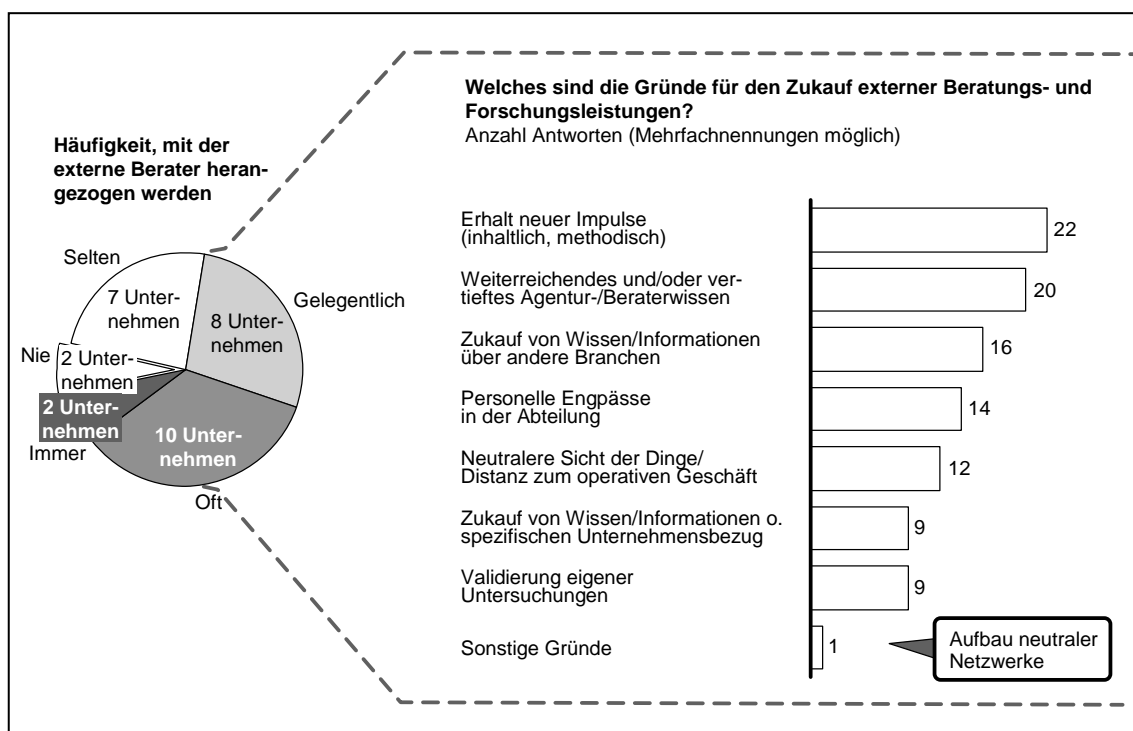 Welches sind die Gründe für den Zukauf externer Beratungs- und
Forschungsleistungen?
Anzahl Antworten (Mehrfachnennungen möglich)
Häufigkeit, mit der
externe Berater heran-
gezogen werden
Selten
7 Unter-
nehmen
Gelegentlich
8 Unter-
nehmen
Nie
2 Unter-
nehmen
2 Unter-
nehmen
Immer
10 Unter-
nehmen
Oft
Erhalt neuer Impulse
(inhaltlich, methodisch)
22
Weiterreichendes und/oder ver-
tieftes Agentur-/Beraterwissen
20
Zukauf von Wissen/Informationen
über andere Branchen
16
Personelle Engpässe
in der Abteilung
14
Neutralere Sicht der Dinge/
Distanz zum operativen Geschäft
12
Zukauf von Wissen/Informationen o.
spezifischen Unternehmensbezug
9
Validierung eigener
Untersuchungen
9
Sonstige Gründe
1
Aufbau neutraler
Netzwerke